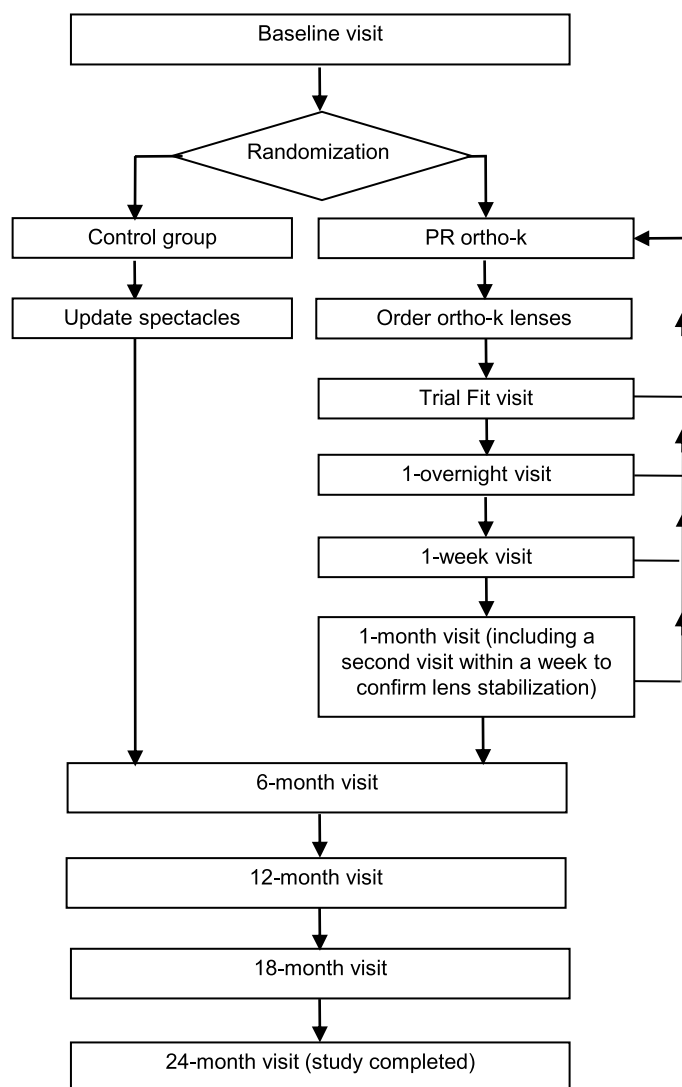 Baseline visit
Randomization
Control group
PR ortho-k
Update spectacles
Order ortho-k lenses
Trial Fit visit
1-overnight visit
1-week visit
1-month visit (including a
second visit within a week to
confirm lens stabilization)
6-month visit
12-month visit
18-month visit
24-month visit (study completed)